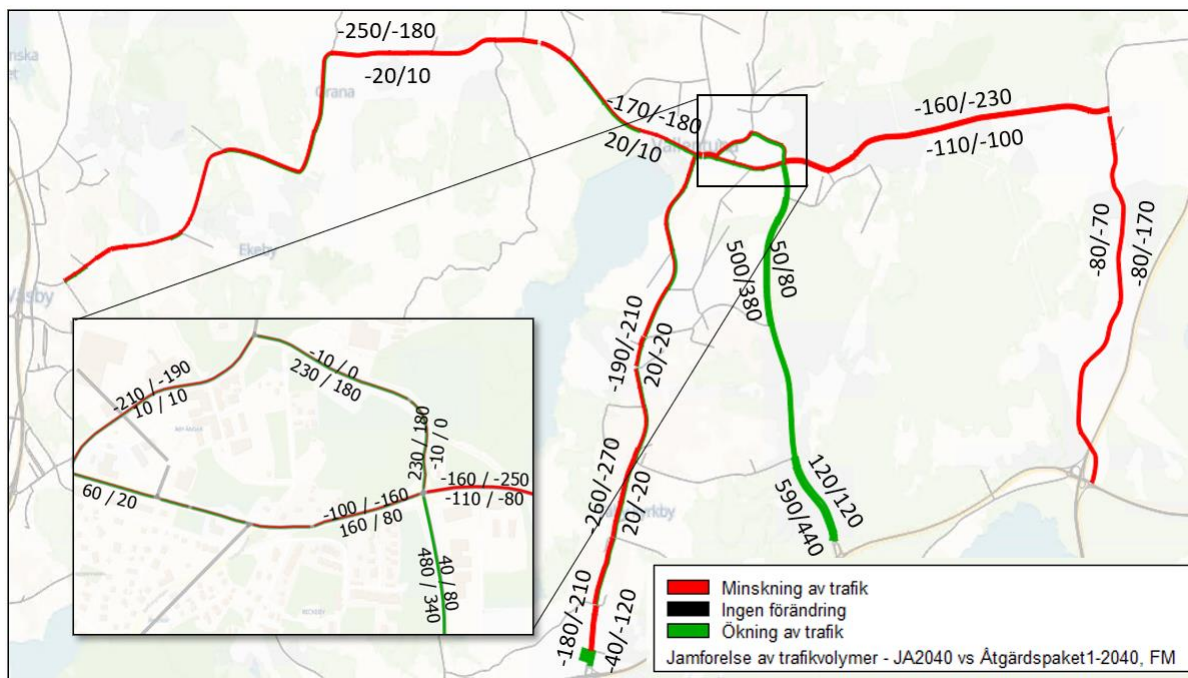 -250/-180
-20/10
Grana
-170/-180
20/10
Vallentuna
-160/-230
-110/-100
Ekeby
50/80
500/380
-80/-70
-80/-170
-190/-210
20/-20
-210 / -190
10 / 10
-10 / 0
230 / 180
230 / 180
-10 / 0
60 / 20
-100 / -160
160 / 80
-160 / -250
-110 / -80
40 / 80
480 / 340
-260/-270
20/-20
120/120
590/440
-180/-210
-40/-120
Minskning av trafik
Ingen förändring
Ökning av trafik
Jamforelse av trafikvolymer - JA2040 vs Åtgärdspaket1-2040, FM